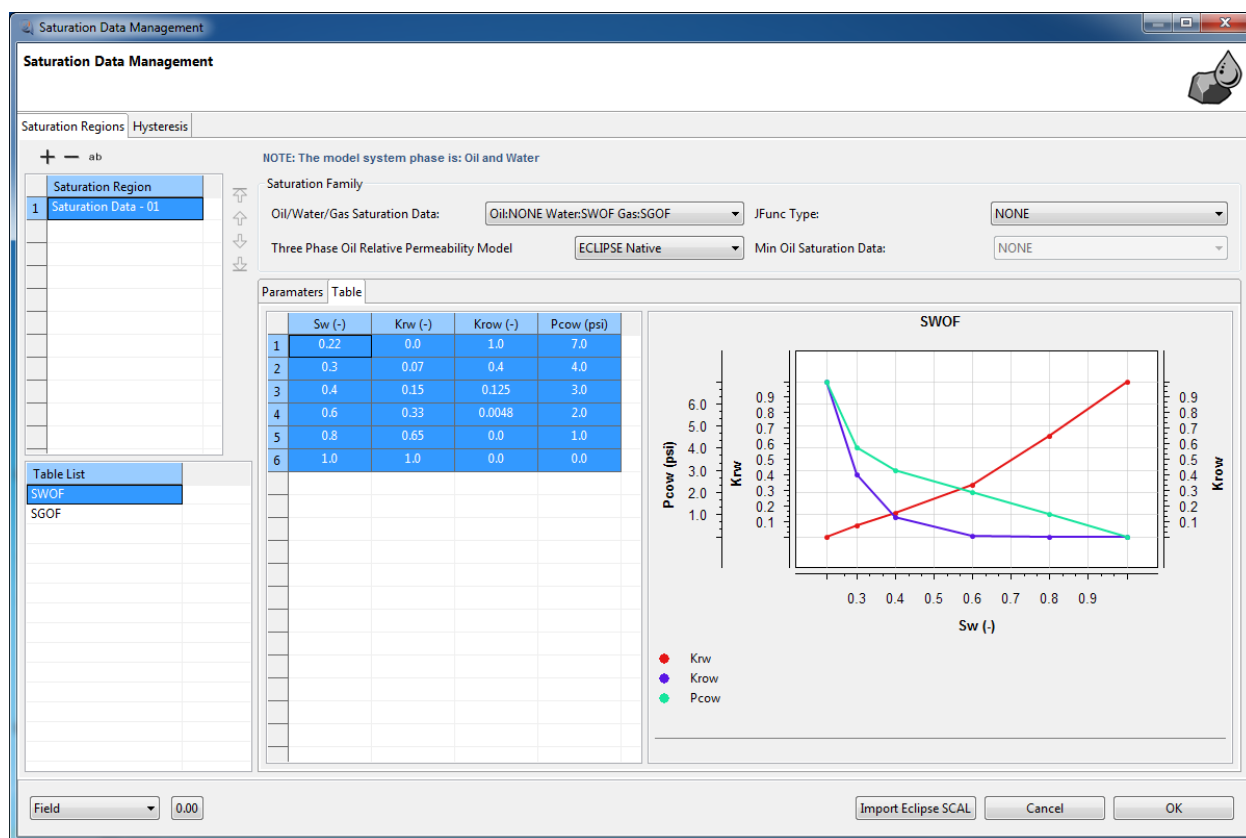 Saturation Data Management
Saturation Data Management
Saturation Regions Hysteresis
ab
NOTE: The model system phase is: Oil and Water
Saturation Region
1 Saturation Data - 01
Saturation Family
Oil/Water/Gas Saturation Data: Oil:NONE Water:SWOF Gas:SGOF JFunc Type: NONE
Three Phase Oil Relative Permeability Model ECLIPSE Native Min Oil Saturation Data: NONE
Paramaters Table
Sw (-) Krw (-) Krow (-) Pcow (psi)
1 0.22 0.0 1.0 7.0
2 0.3 0.07 0.4 4.0
3 0.4 0.15 0.125 3.0
4 0.6 0.33 0.0048 2.0
5 0.8 0.65 0.0 1.0
6 1.0 1.0 0.0 0.0
Table List
SWOF
SGOF
SWOF
Pcow (psi)
6.0
5.0
4.0
3.0
2.0
1.0
Krw
0.9
0.8
0.7
0.6
0.5
0.4
0.3
0.2
0.1
0.9
0.8
0.7
0.6
0.5
0.4
0.3
0.2
0.1
Krow
0.3 0.4 0.5 0.6 0.7 0.8 0.9
Sw (-)
Krw
Krow
Pcow
Field 0.00 Import Eclipse SCAL Cancel OK